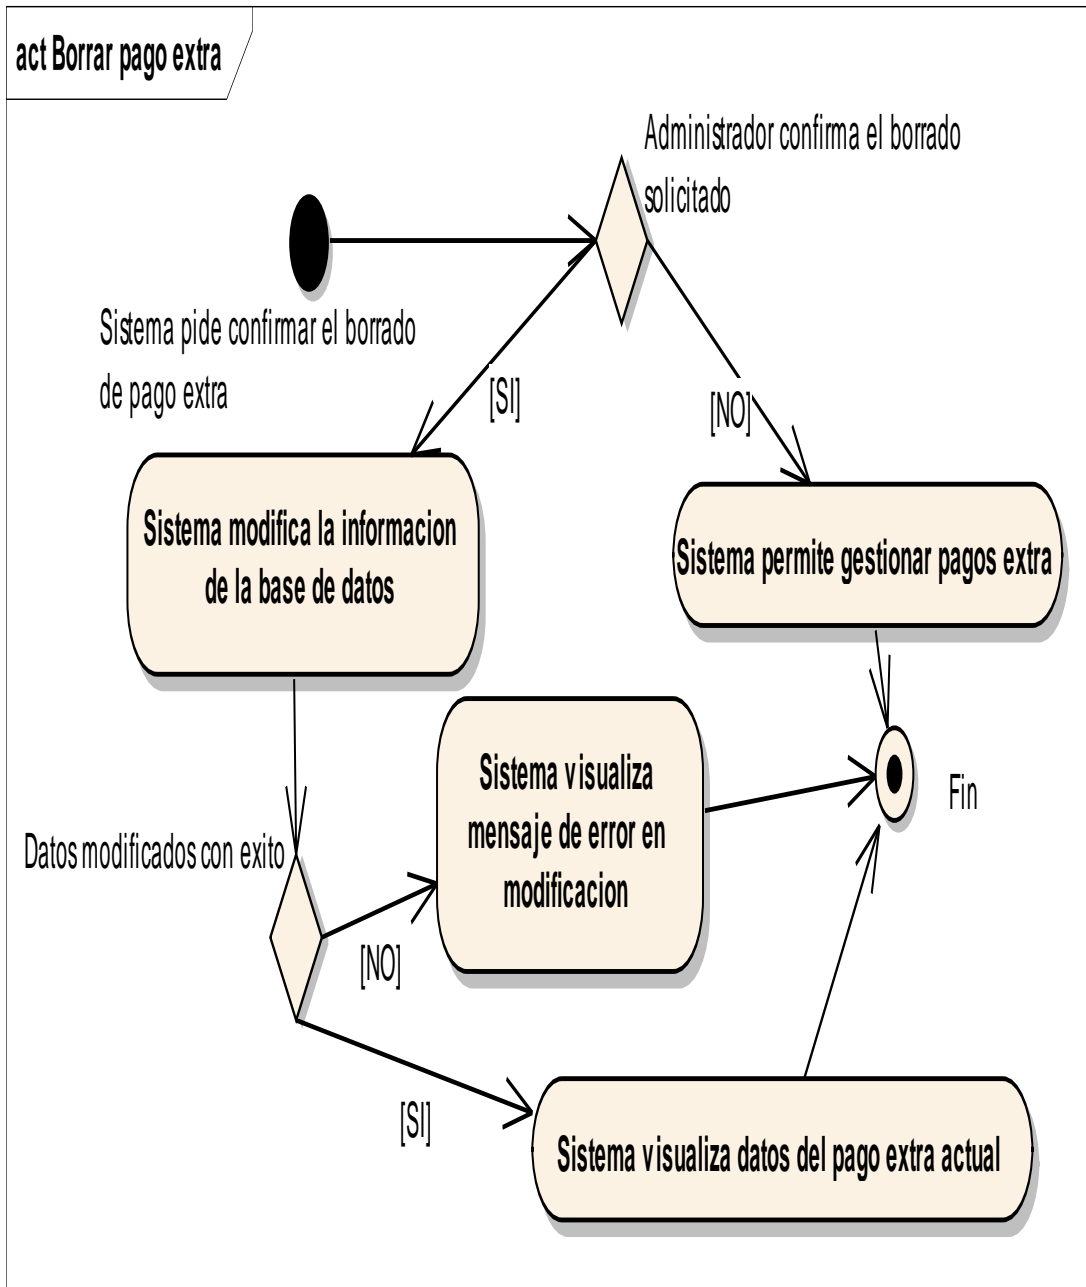 act Borrar pago extra
Administrador confirma el borrado
solicitado
Sistema pide confirmar el borrado
de pago extra
[SI]
[NO]
Sistema modifica la informacion
de la base de datos
Sistema permite gestionar pagos extra
Sistema visualiza
mensaje de error en
modificacion
Fin
Datos modificados con exito
[NO]
[SI]
Sistema visualiza datos del pago extra actual